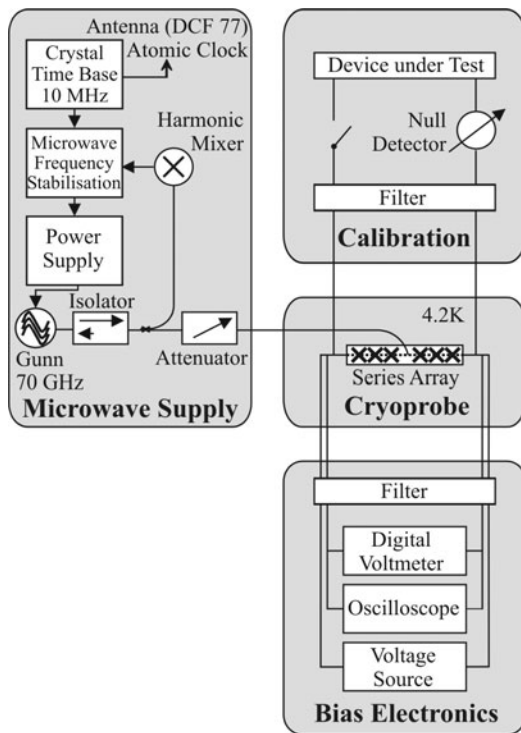 Antenna (DCF 77)
Atomic Clock
Crystal
Time Base
10 MHz
Harmonic
Mixer
Microwave
Frequency
Stabilisation
Power
Supply
Isolator
Gunn
70 GHz
Attenuator
Microwave Supply
Device under Test
Null
Detector
Filter
Calibration
4.2K
Series Array
Cryoprobe
Filter
Digital
Voltmeter
Oscilloscope
Voltage
Source
Bias Electronics